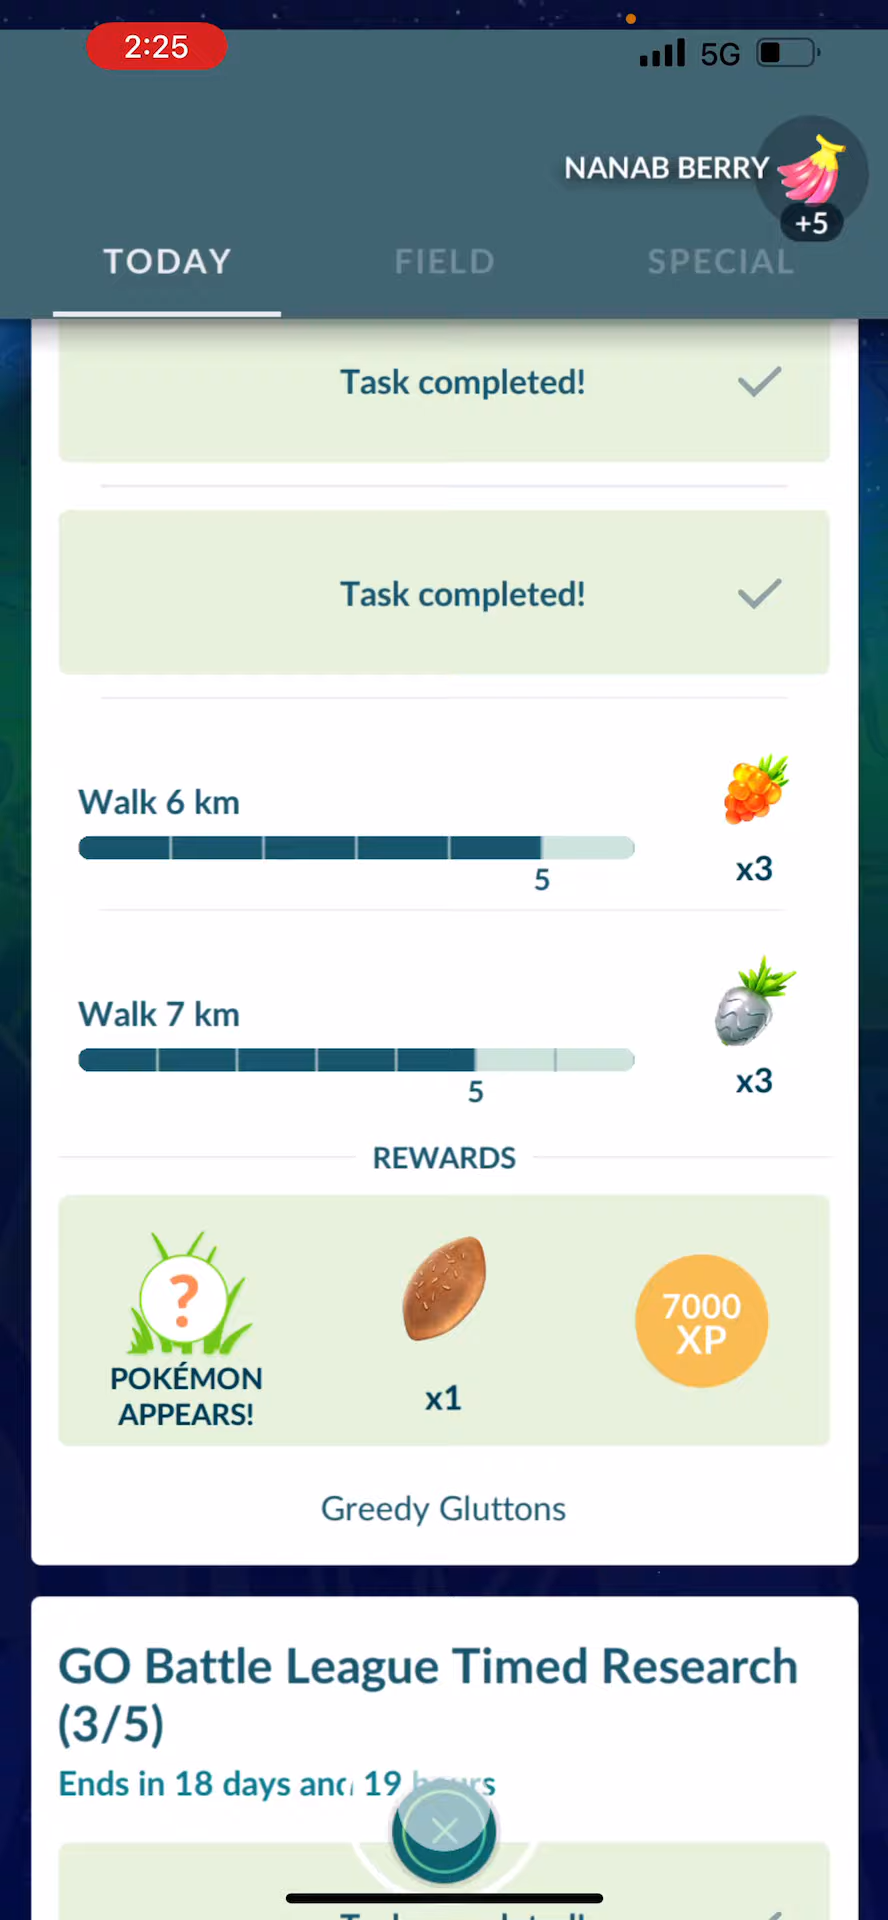 2:25
5G
NANAB BERRY
+5
TODAY
FIELD
SPECIAL
Task completed!
Task completed!
Walk 6 km
5
x3
Walk 7 km
5
x3
REWARDS
?
POKÉMON
APPEARS!
x1
7000
XP
Greedy Gluttons
GO Battle League Timed Research
(3/5)
Ends in 18 days and 19 hours
Task completed!